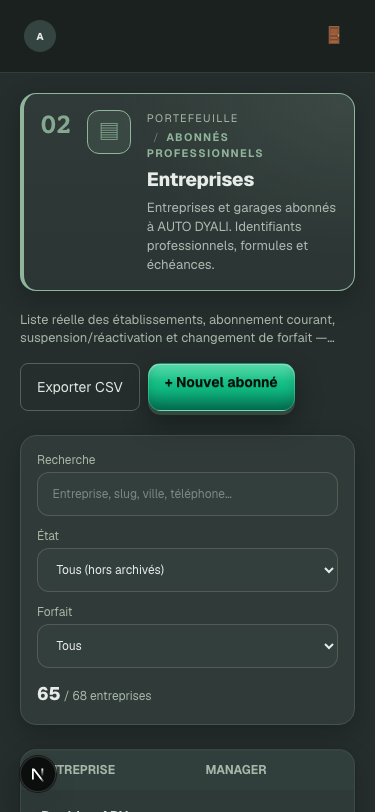 A
02
PORTEFEUILLE
/ ABONNÉS
PROFESSIONNELS
Entreprises
Entreprises et garages abonnés
à AUTO DYALI. Identifiants
professionnels, formules et
échéances.
Liste réelle des établissements, abonnement courant,
suspension/réactivation et changement de forfait —…
Exporter CSV
+ Nouvel abonné
Recherche
Entreprise, slug, ville, téléphone…
État
Tous (hors archivés)
Forfait
Tous
65 / 68 entreprises
N
TREPRISE MANAGER